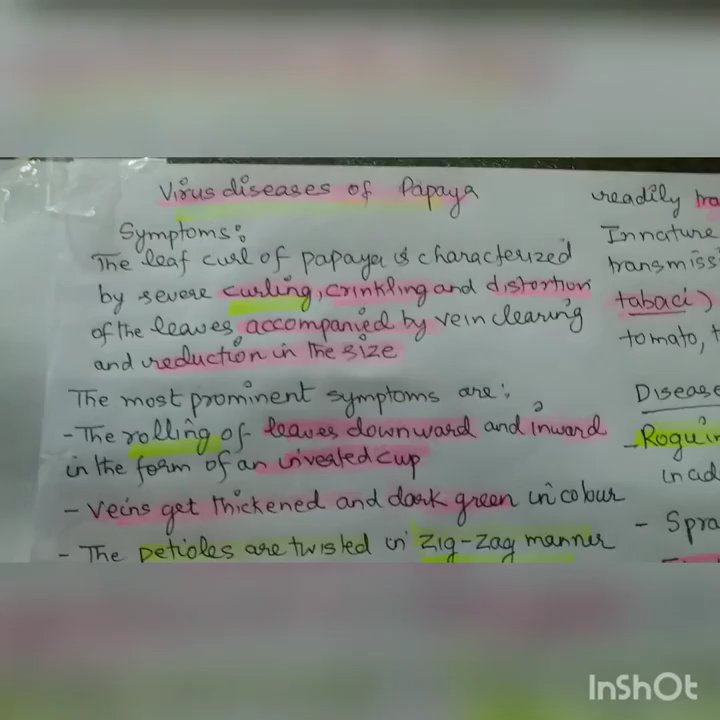 Virus diseases of Papaya
Symptoms:
The leaf curl of papaya is characterized
by severe curling, crinkling and distortion
of the leaves accompanied by vein clearing
and reduction in the size
The most prominent symptoms are:
- The rolling of leaves downward and inward
in the form of an inverted cup
- Veins get thickened and dark green in colour
- The petioles are twisted in zig-zag manner
readily
In nature
transmiss
tabaci)
tomato,
Disease
- Roguin
in ad
- Spra
InShOt